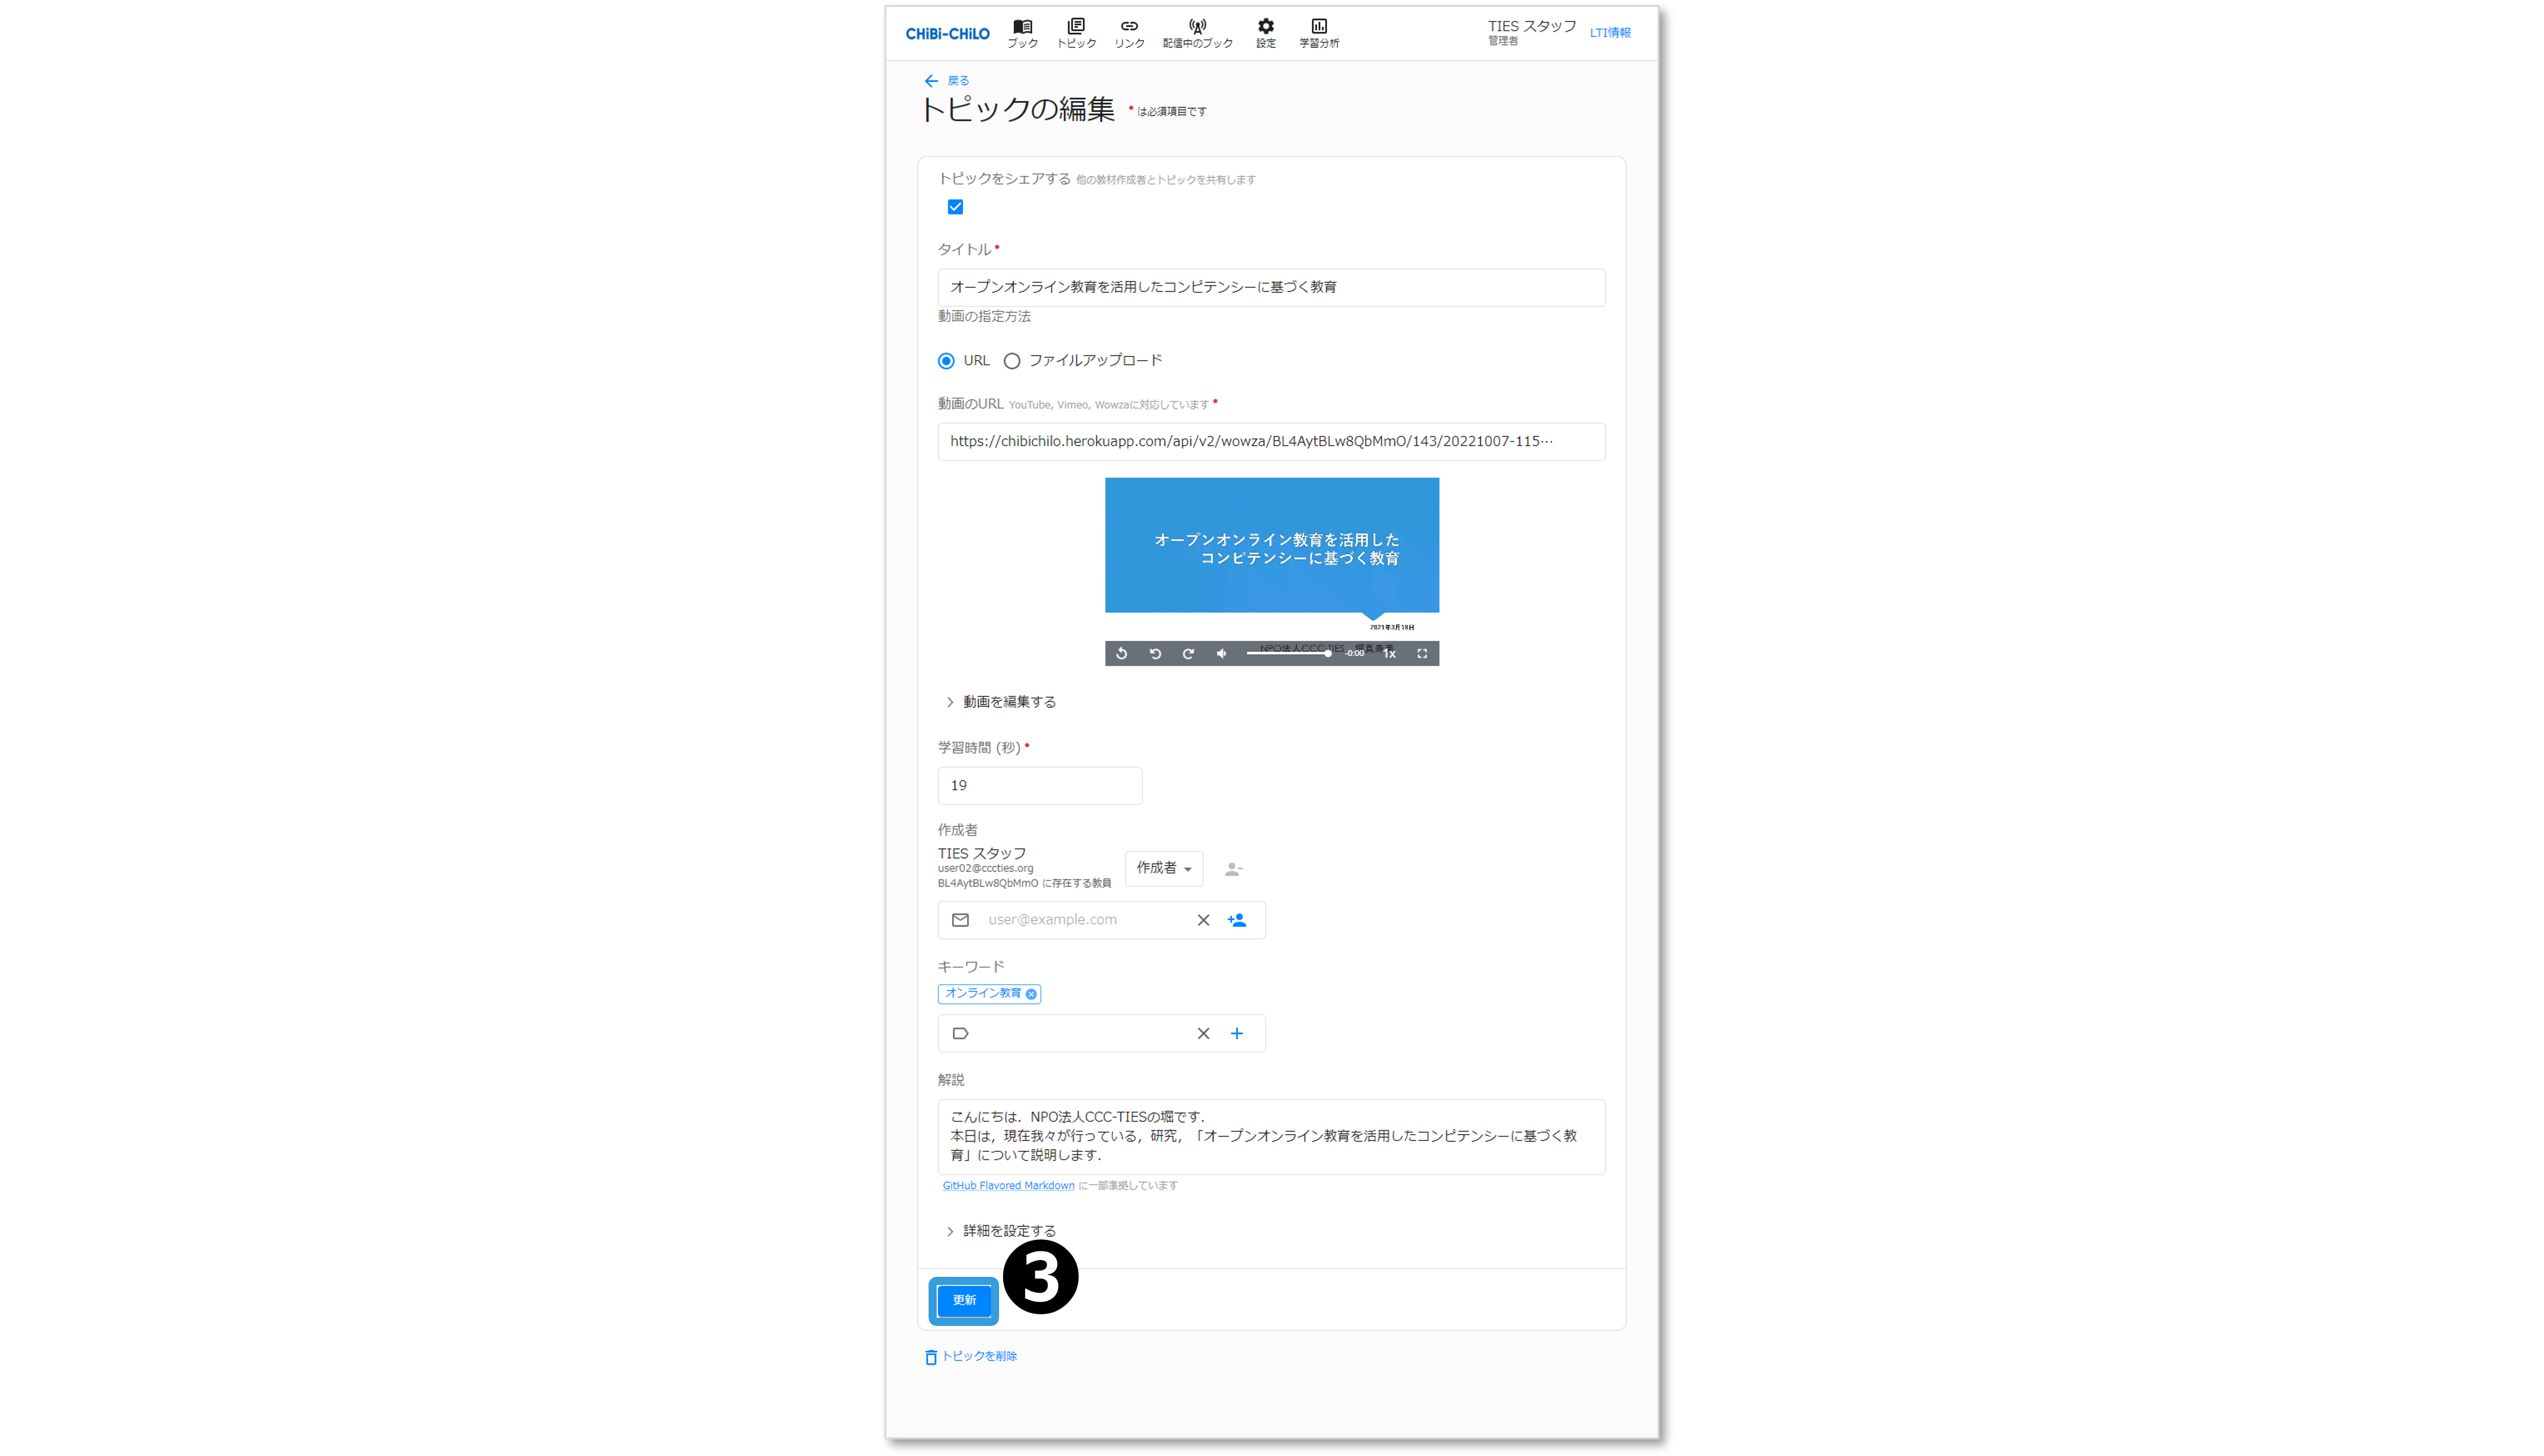 CHiBi-CHiLO
ブック
トピック
リンク
配信中のブック
設定
学習分析
TIES スタッフ
管理者
LTI情報
戻る
トピックの編集 * は必須項目です
トピックをシェアする 他の教材作成者とトピックを共有します
タイトル *
オープンオンライン教育を活用したコンピテンシーに基づく教育
動画の指定方法
URL ファイルアップロード
動画のURL YouTube, Vimeo, Wowzaに対応しています *
https://chibichilo.herokuapp.com/api/v2/wowza/BL4AytBLw8QbMmO/143/20221007-115…
オープンオンライン教育を活用した
コンピテンシーに基づく教育
2021年3月18日
NPO法人CCC-TIES
-0:00 1x
動画を編集する
学習時間 (秒) *
19
作成者
TIES スタッフ
user02@cccties.org
BL4AytBLw8QbMmO に存在する教員
作成者
user@example.com
キーワード
オンライン教育
解説
こんにちは．NPO法人CCC-TIESの堀です．
本日は，現在我々が行っている，研究，「オープンオンライン教育を活用したコンピテンシーに基づく教
育」について説明します．
GitHub Flavored Markdown に一部準拠しています
詳細を設定する
3
更新
トピックを削除